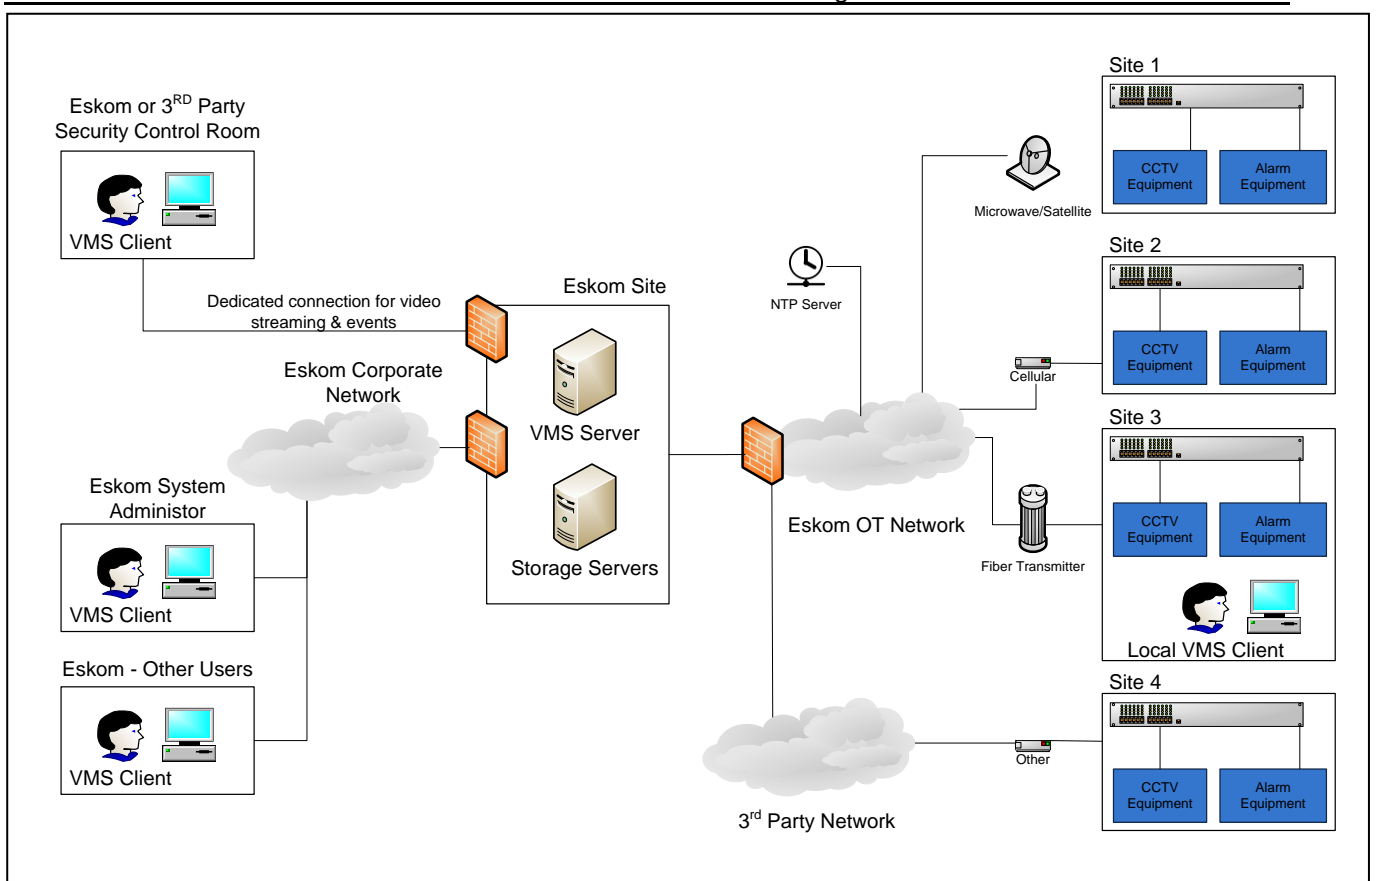 Eskom or 3RD Party
Security Control Room
VMS Client
Dedicated connection for video
streaming & events
Eskom Corporate
Network
Eskom System
Administor
VMS Client
Eskom - Other Users
VMS Client
Eskom Site
VMS Server
Storage Servers
NTP Server
Eskom OT Network
3rd Party Network
Microwave/Satellite
Cellular
Fiber Transmitter
Other
Site 1
CCTV
Equipment
Alarm
Equipment
Site 2
CCTV
Equipment
Alarm
Equipment
Site 3
CCTV
Equipment
Alarm
Equipment
Local VMS Client
Site 4
CCTV
Equipment
Alarm
Equipment